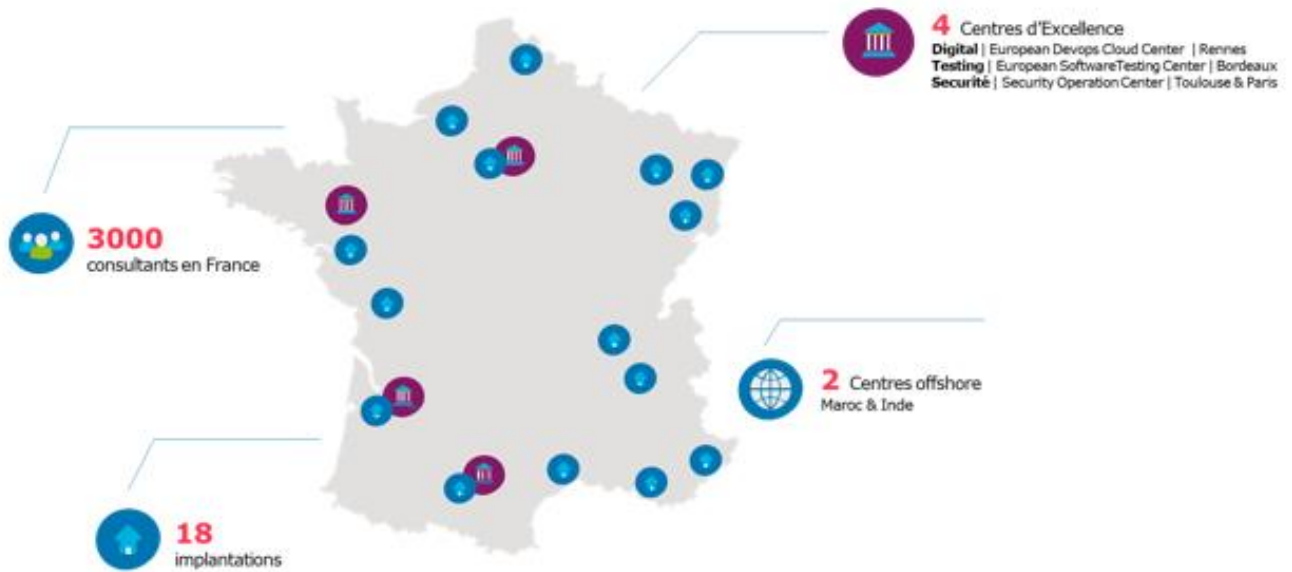 4 Centres d'Excellence
Digital | European Devops Cloud Center | Rennes
Testing | European SoftwareTesting Center | Bordeaux
Securité | Security Operation Center | Toulouse & Paris
3000
consultants en France
2 Centres offshore
Maroc & Inde
18
implantations